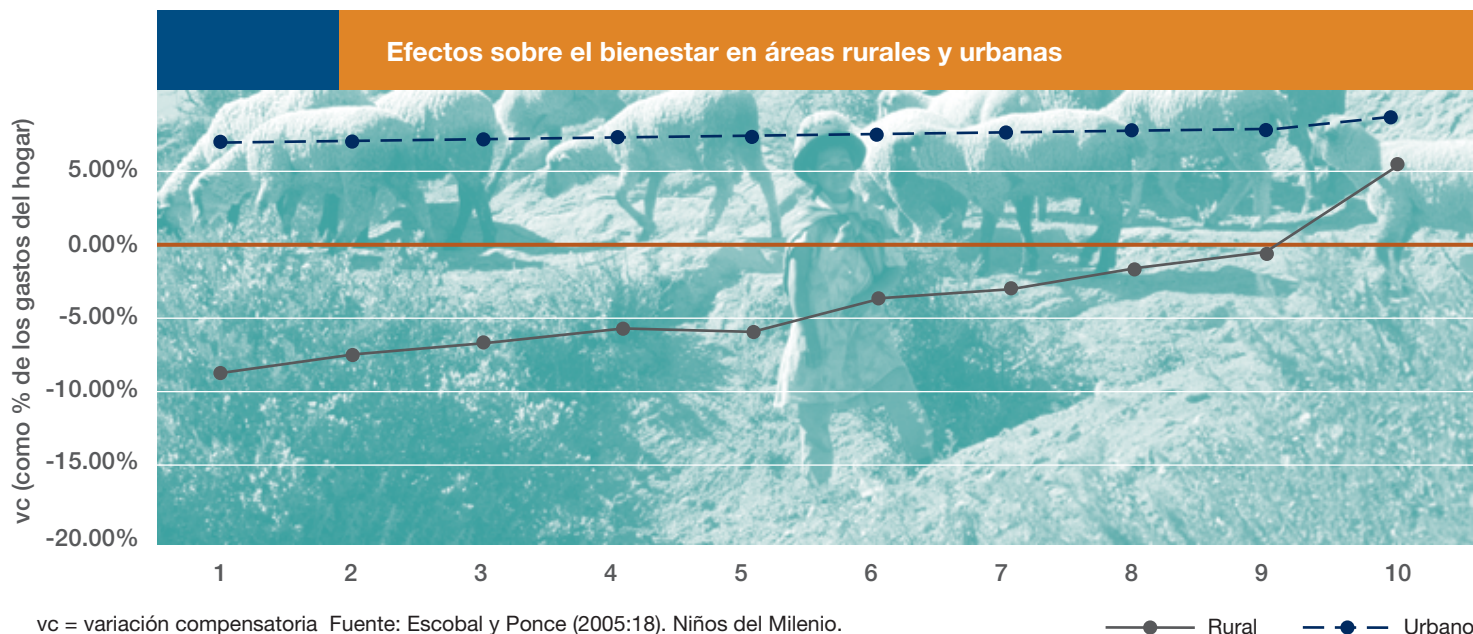 Efectos sobre el bienestar en áreas rurales y urbanas
vc (como % de los gastos del hogar)
5.00%
0.00%
-5.00%
-10.00%
-15.00%
-20.00%
1 2 3 4 5 6 7 8 9 10
vc = variación compensatoria Fuente: Escobal y Ponce (2005:18). Niños del Milenio.
Rural Urbano